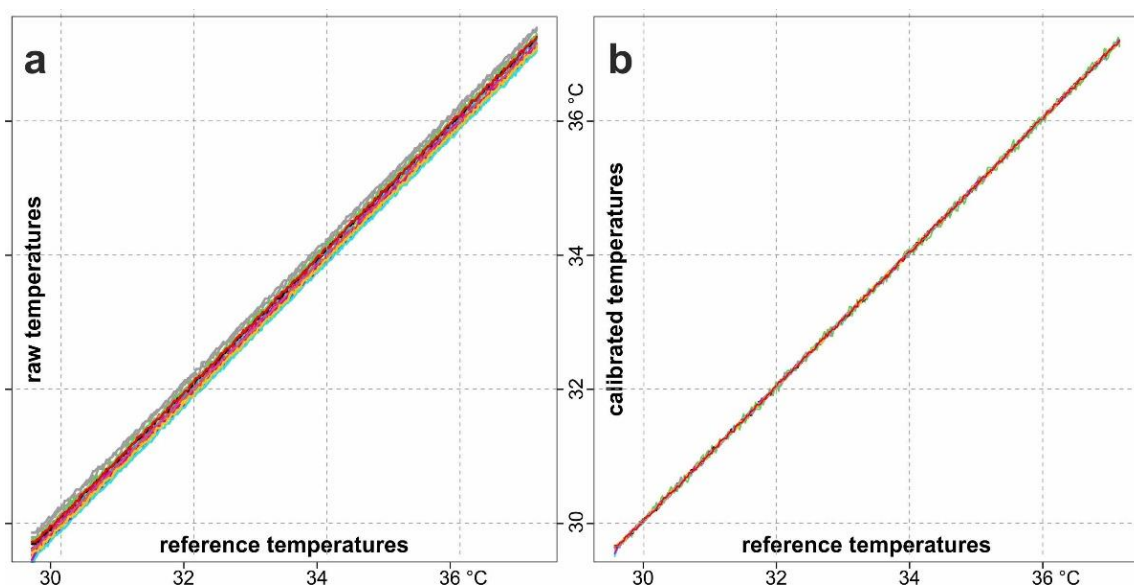 a
raw temperatures
reference temperatures
30 32 34 36 °C
36 °C
34
32
30
b
calibrated temperatures
reference temperatures
30 32 34 36 °C